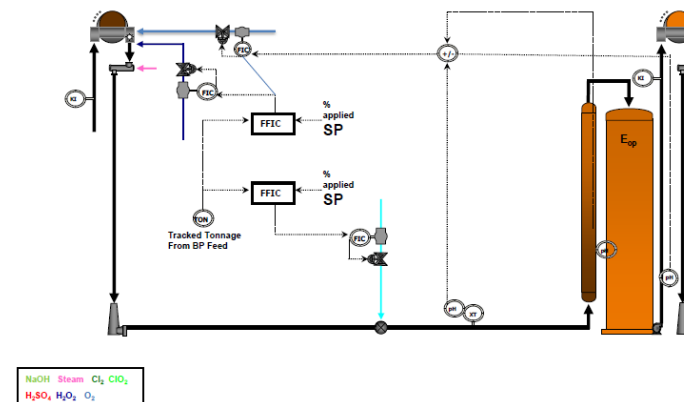 FIC
+/-
KI
KI
FIC
%
applied
SP
FFIC
E_op
%
applied
SP
FFIC
TON
Tracked Tonnage
From BP Feed
FIC
pH
pH
pH
XT
NaOH Steam Cl₂ ClO₂
H₂SO₄ H₂O₂ O₂